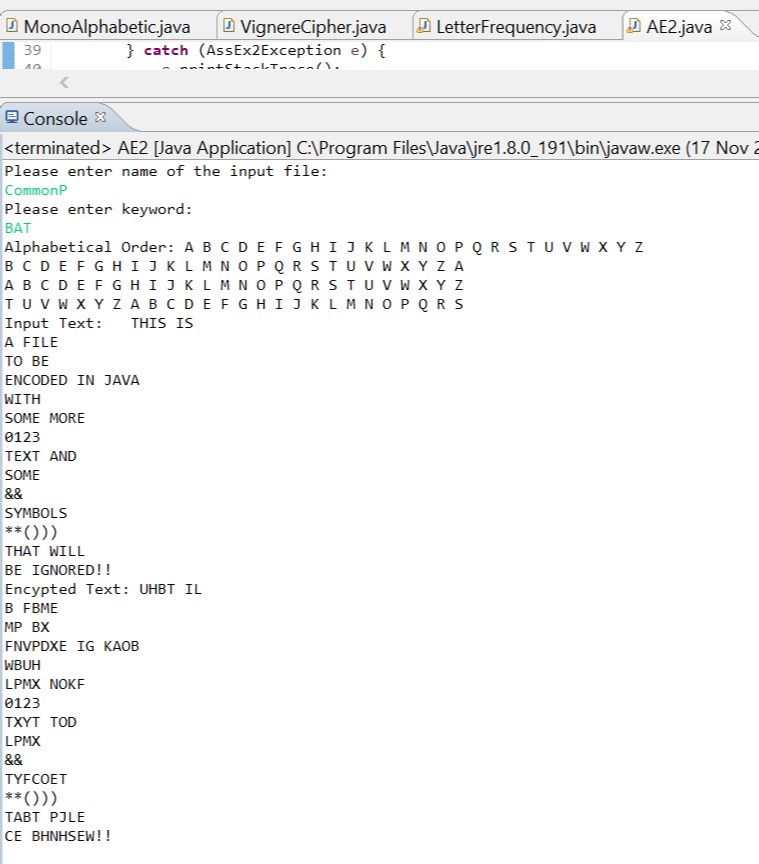 MonoAlphabetic.java VignereCipher.java LetterFrequency.java AE2.java
39 } catch (AssEx2Exception e) {
40 e.printStackTrace();
Console
<terminated> AE2 [Java Application] C:\Program Files\Java\jre1.8.0_191\bin\javaw.exe (17 Nov 2
Please enter name of the input file:
CommonP
Please enter keyword:
BAT
Alphabetical Order: A B C D E F G H I J K L M N O P Q R S T U V W X Y Z
B C D E F G H I J K L M N O P Q R S T U V W X Y Z A
A B C D E F G H I J K L M N O P Q R S T U V W X Y Z
T U V W X Y Z A B C D E F G H I J K L M N O P Q R S
Input Text: THIS IS
A FILE
TO BE
ENCODED IN JAVA
WITH
SOME MORE
0123
TEXT AND
SOME
&&
SYMBOLS
**()))
THAT WILL
BE IGNORED!!
Encypted Text: UHBT IL
B FBME
MP BX
FNVPDXE IG KAOB
WBUH
LPMX NOKF
0123
TXYT TOD
LPMX
&&
TYFCOET
**()))
TABT PJLE
CE BHNHSEW!!